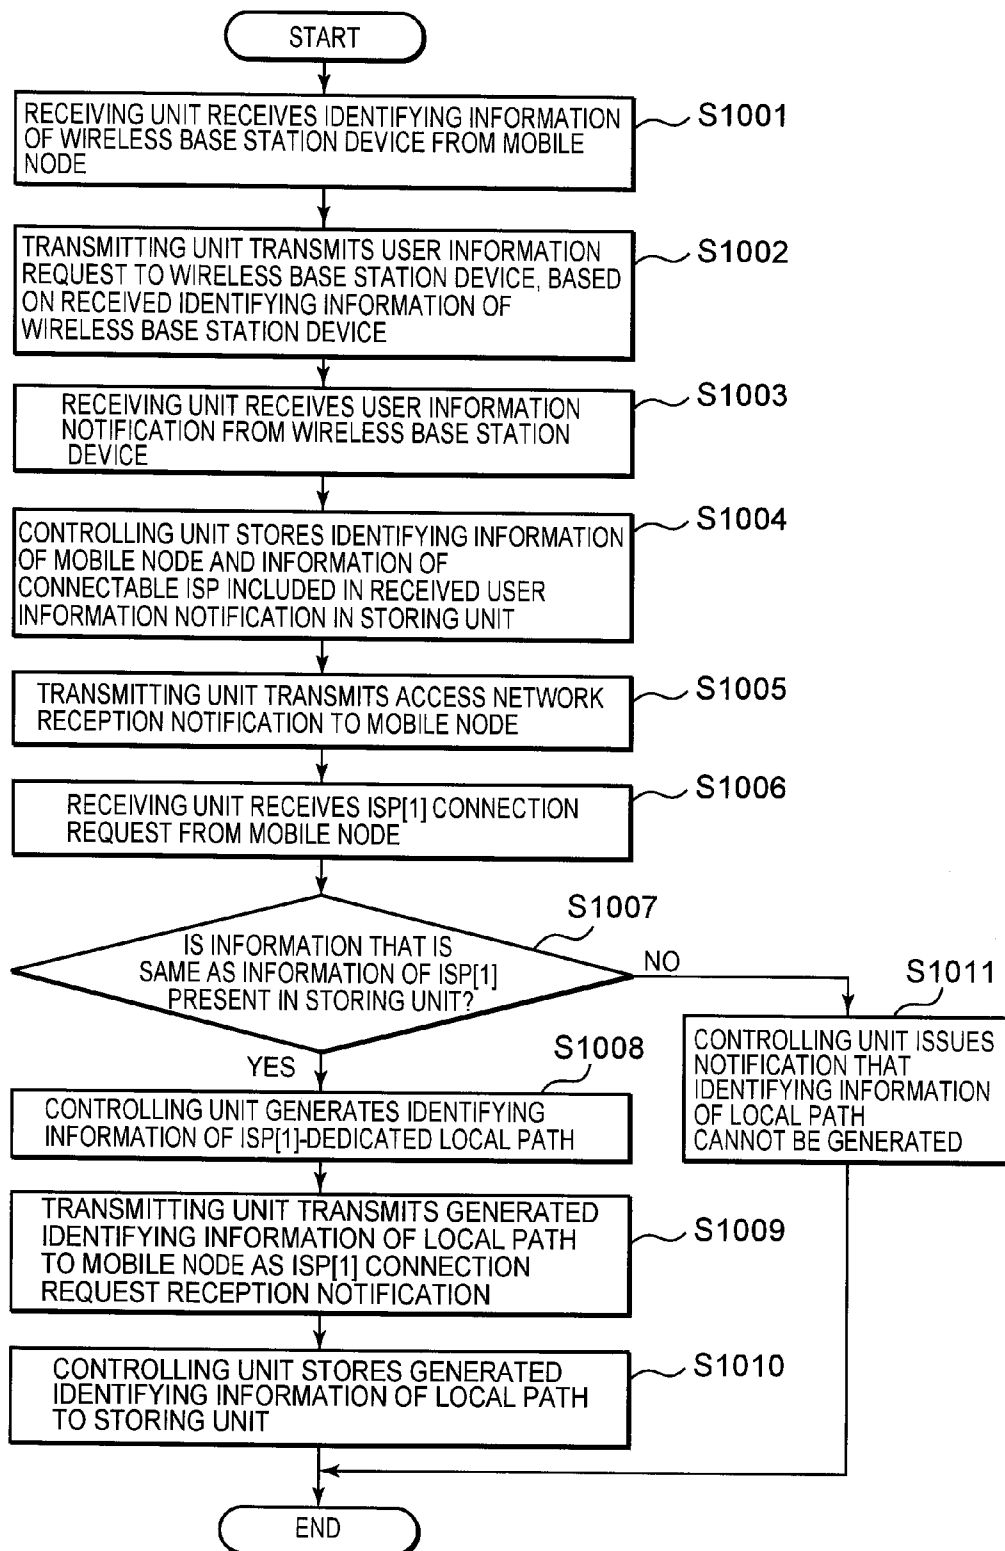 START
RECEIVING UNIT RECEIVES IDENTIFYING INFORMATION
OF WIRELESS BASE STATION DEVICE FROM MOBILE
NODE
S1001
TRANSMITTING UNIT TRANSMITS USER INFORMATION
REQUEST TO WIRELESS BASE STATION DEVICE, BASED
ON RECEIVED IDENTIFYING INFORMATION OF
WIRELESS BASE STATION DEVICE
S1002
RECEIVING UNIT RECEIVES USER INFORMATION
NOTIFICATION FROM WIRELESS BASE STATION
DEVICE
S1003
CONTROLLING UNIT STORES IDENTIFYING INFORMATION
OF MOBILE NODE AND INFORMATION OF
CONNECTABLE ISP INCLUDED IN RECEIVED USER
INFORMATION NOTIFICATION IN STORING UNIT
S1004
TRANSMITTING UNIT TRANSMITS ACCESS NETWORK
RECEPTION NOTIFICATION TO MOBILE NODE
S1005
RECEIVING UNIT RECEIVES ISP[1] CONNECTION
REQUEST FROM MOBILE NODE
S1006
IS INFORMATION THAT IS
SAME AS INFORMATION OF ISP[1]
PRESENT IN STORING UNIT?
S1007
NO
YES
S1011
CONTROLLING UNIT ISSUES
NOTIFICATION THAT
IDENTIFYING INFORMATION
OF LOCAL PATH
CANNOT BE GENERATED
S1008
CONTROLLING UNIT GENERATES IDENTIFYING
INFORMATION OF ISP[1]-DEDICATED LOCAL PATH
TRANSMITTING UNIT TRANSMITS GENERATED
IDENTIFYING INFORMATION OF LOCAL PATH
TO MOBILE NODE AS ISP[1] CONNECTION
REQUEST RECEPTION NOTIFICATION
S1009
CONTROLLING UNIT STORES GENERATED
IDENTIFYING INFORMATION OF LOCAL PATH
TO STORING UNIT
S1010
END